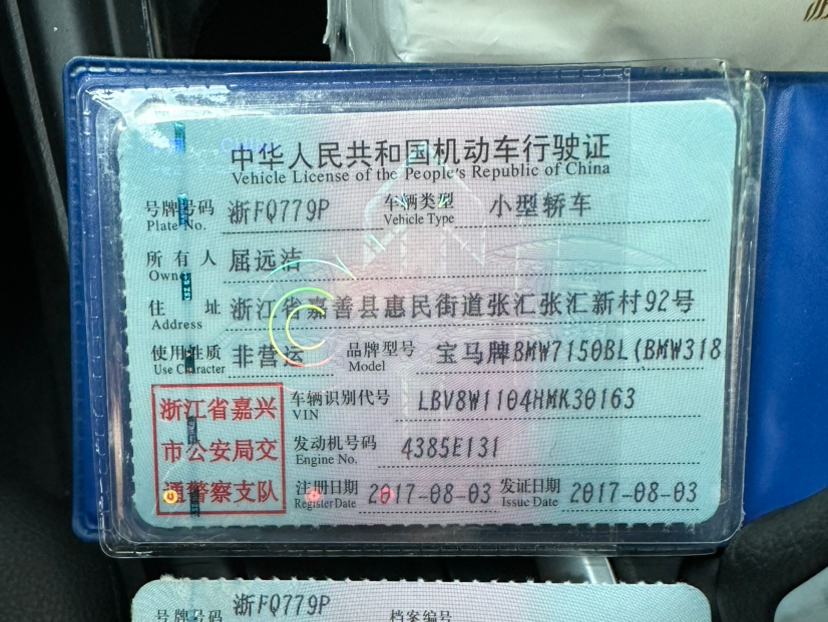 中华人民共和国机动车行驶证
Vehicle License of the People's Republic of China
号牌号码 浙FQ779P 车辆类型 小型轿车
Plate No. Vehicle Type
所有人 屈远洁
Owner
住址 浙江省嘉善县惠民街道张汇张汇新村92号
Address
使用性质 非营运 品牌型号 宝马牌BMW7150BL(BMW318
Use Character Model
浙江省嘉兴
市公安局交
通警察支队
车辆识别代号 LBV8W1104HMK30163
VIN
发动机号码 4385E131
Engine No.
注册日期 2017-08-03 发证日期 2017-08-03
Register Date Issue Date
号牌号码 浙FQ779P 档案编号